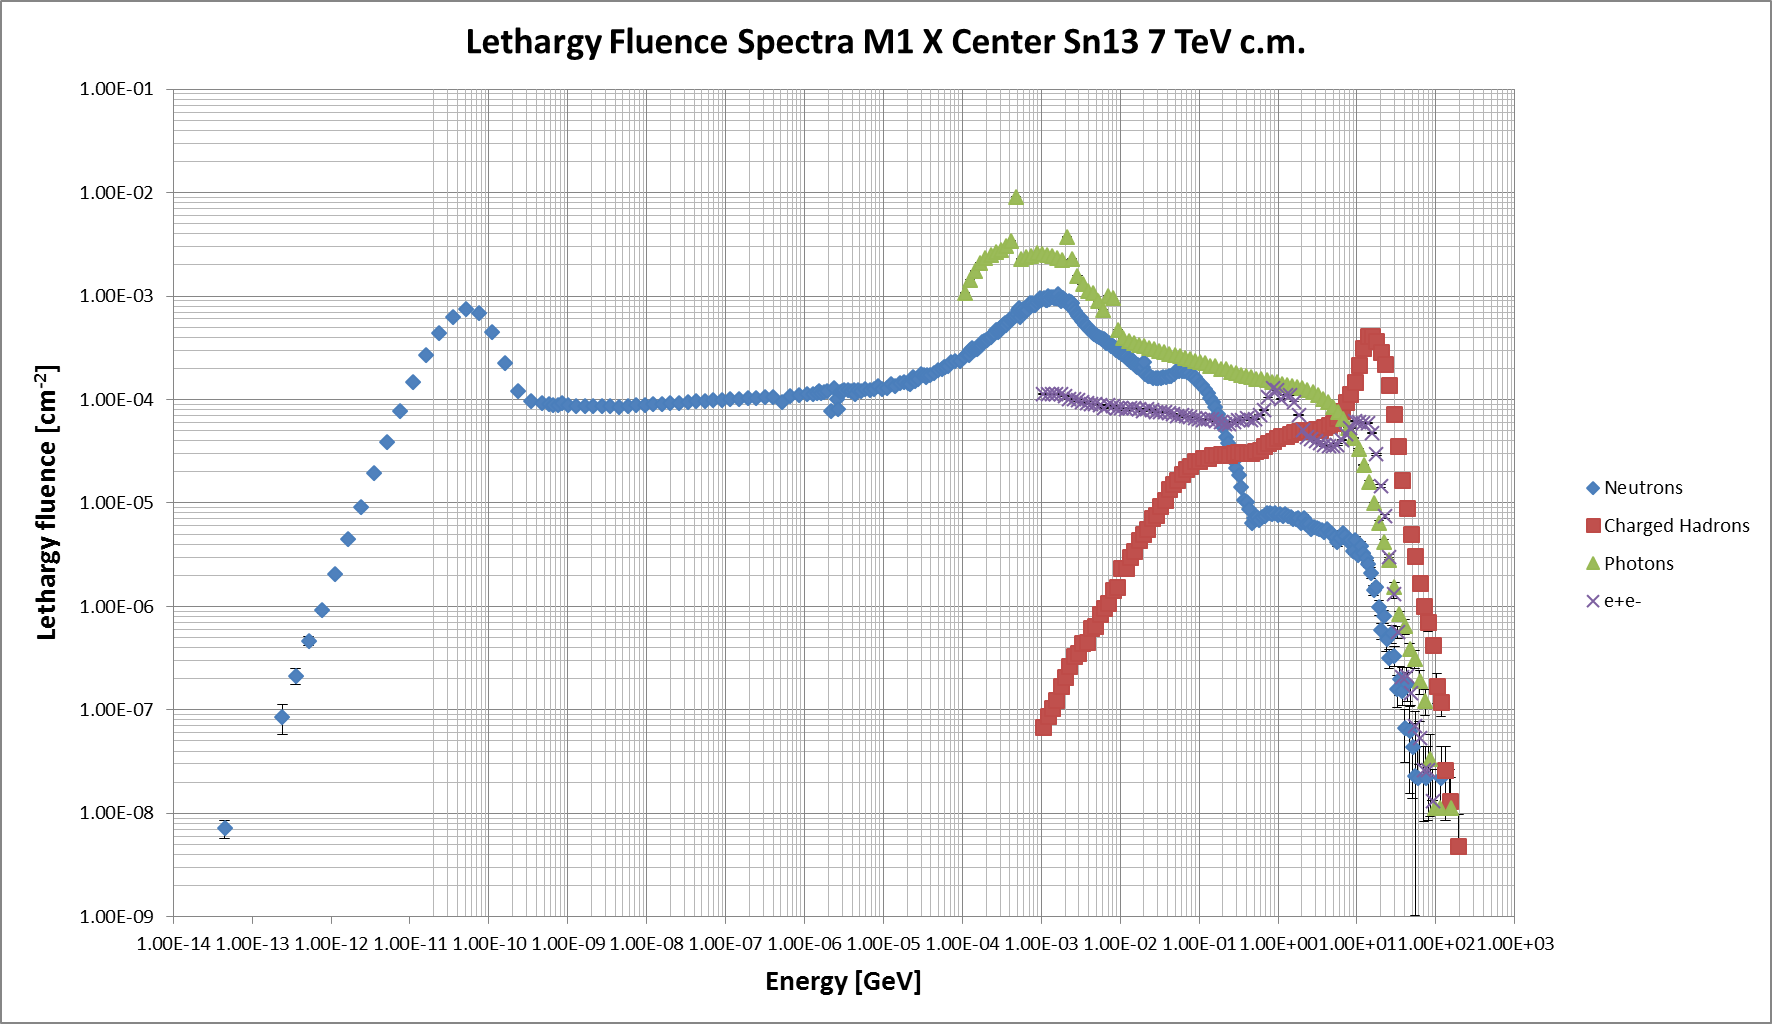 Lethargy Fluence Spectra M1 X Center Sn13 7 TeV c.m.
1.00E-01
1.00E-02
1.00E-03
1.00E-04
1.00E-05
1.00E-06
1.00E-07
1.00E-08
1.00E-09
Lethargy fluence [cm-2]
Neutrons
Charged Hadrons
Photons
e+e-
1.00E-14 1.00E-13 1.00E-12 1.00E-11 1.00E-10 1.00E-09 1.00E-08 1.00E-07 1.00E-06 1.00E-05 1.00E-04 1.00E-03 1.00E-02 1.00E-01 1.00E+00 1.00E+01 1.00E+02 1.00E+03
Energy [GeV]